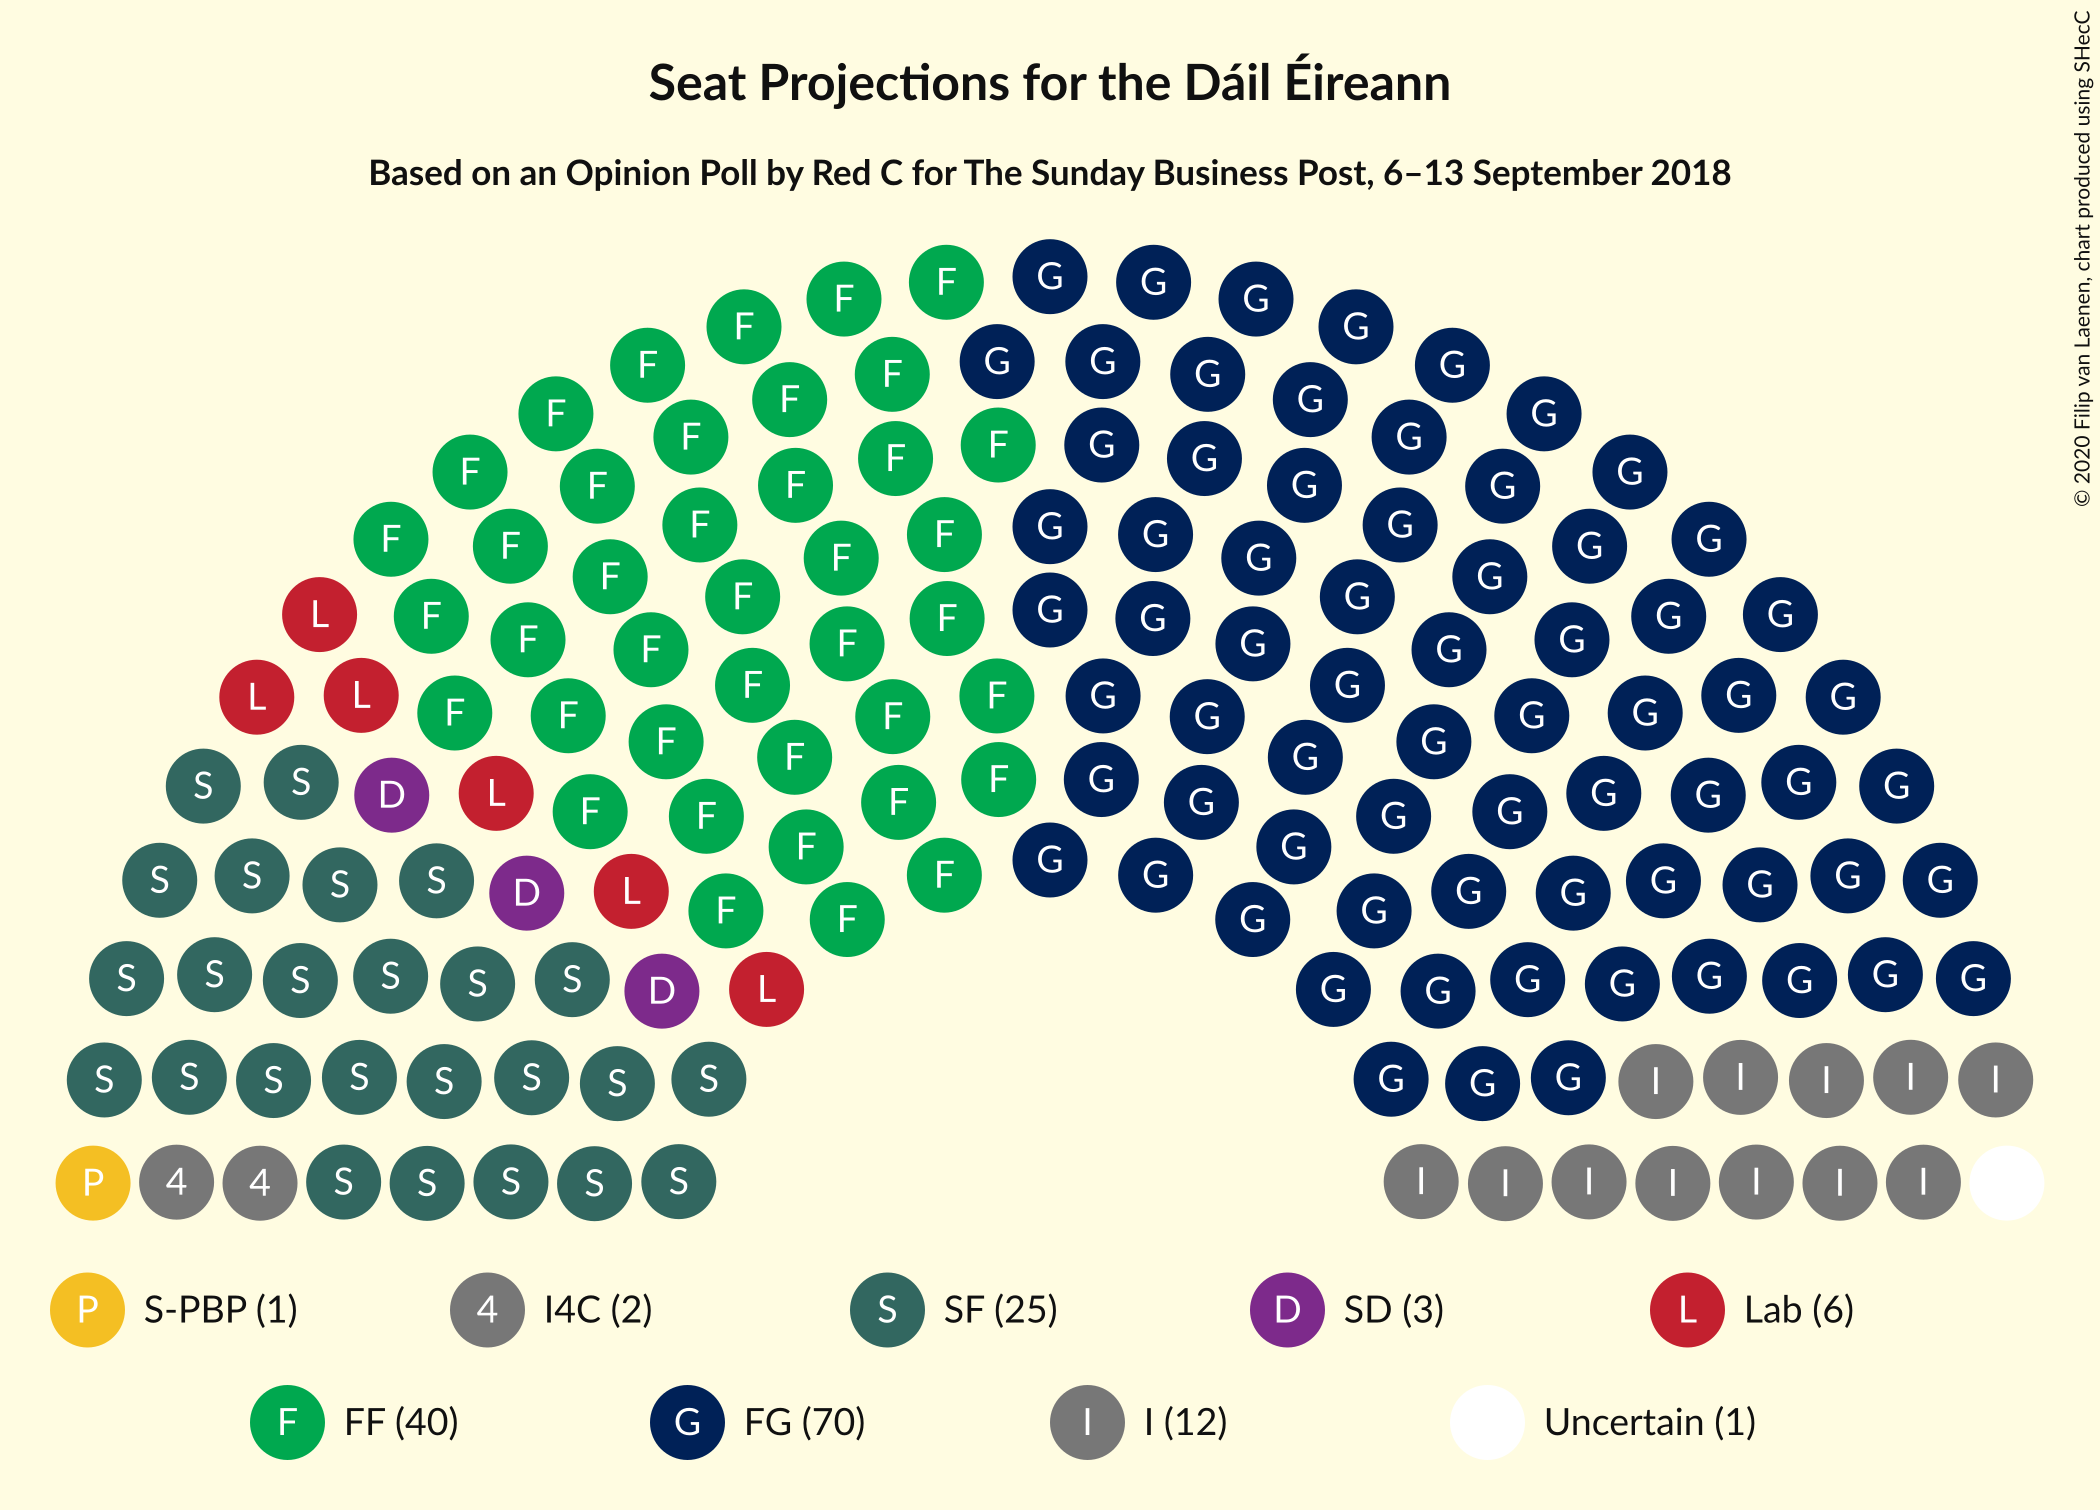 © 2020 Filip van Laenen, chart produced using SHecC
Seat Projections for the Dáil Éireann
Based on an Opinion Poll by Red C for The Sunday Business Post, 6–13 September 2018
F F G G G G
F G
F F G G G G
F F G G
F F G G
F F F F G G G G
F F F F G G G G G
F F G G
L F F F G G G G G
F F F G G G
L L F F F F F G G G G G G G
F F G G
S S D L F F F F G G G G G G G G
F G G
S S S S D L F F F G G G G G G G G G
S S S S S S D L G G G G G G G G
S S S S S S S S G G G I I I I I
P 4 4 S S S S S I I I I I I I
P S-PBP (1) 4 I4C (2) S SF (25) D SD (3) L Lab (6)
F FF (40) G FG (70) I I (12) Uncertain (1)